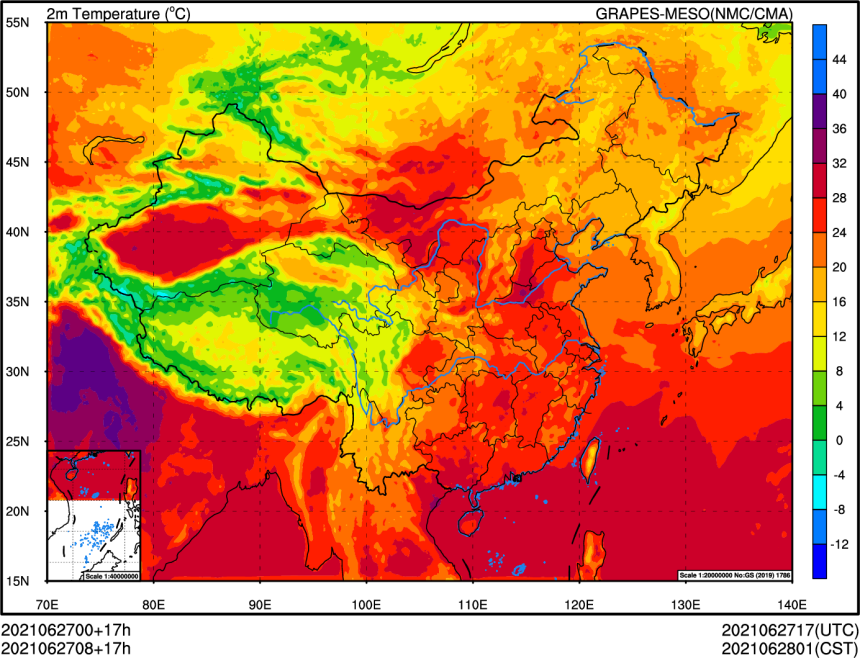 2m Temperature (°C) GRAPES-MESO(NMC/CMA)
55N
50N
45N
40N
35N
30N
25N
20N
15N
44
40
36
32
28
24
20
16
12
8
4
0
-4
-8
-12
Scale 1:40000000
Scale 1:20000000 No:GS (2019) 1786
70E 80E 90E 100E 110E 120E 130E 140E
2021062700+17h 2021062717(UTC)
2021062708+17h 2021062801(CST)